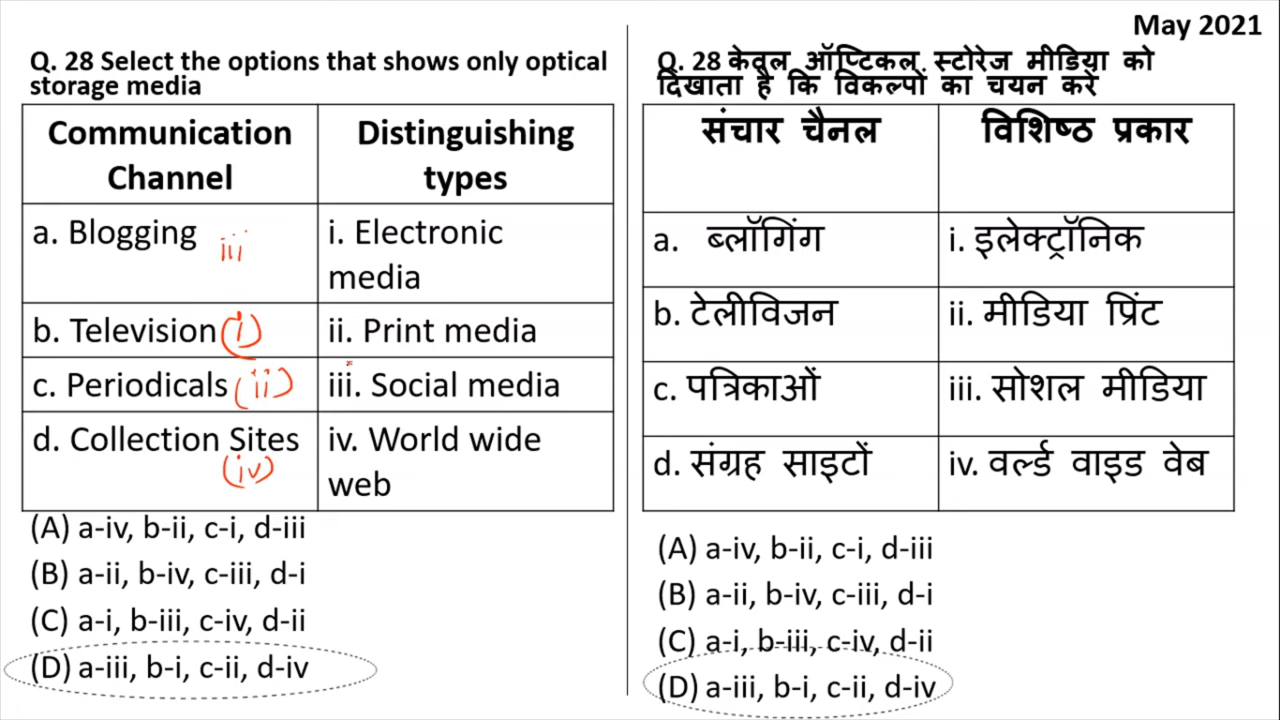 May 2021
Q. 28 Select the options that shows only optical
storage media
Communication
Channel
Distinguishing
types
a. Blogging
iii
i. Electronic
media
b. Television
(i)
ii. Print media
c. Periodicals
(ii)
iii. Social media
d. Collection Sites
(iv)
iv. World wide
web
(A) a-iv, b-ii, c-i, d-iii
(B) a-ii, b-iv, c-iii, d-i
(C) a-i, b-iii, c-iv, d-ii
(D) a-iii, b-i, c-ii, d-iv
Q. 28 केवल ऑप्टिकल स्टोरेज मीडिया को
दिखाता है कि विकल्पों का चयन करें
संचार चैनल
विशिष्ठ प्रकार
a. ब्लॉगिंग
i. इलेक्ट्रॉनिक
b. टेलीविजन
ii. मीडिया प्रिंट
c. पत्रिकाओं
iii. सोशल मीडिया
d. संग्रह साइटों
iv. वर्ल्ड वाइड वेब
(A) a-iv, b-ii, c-i, d-iii
(B) a-ii, b-iv, c-iii, d-i
(C) a-i, b-iii, c-iv, d-ii
(D) a-iii, b-i, c-ii, d-iv